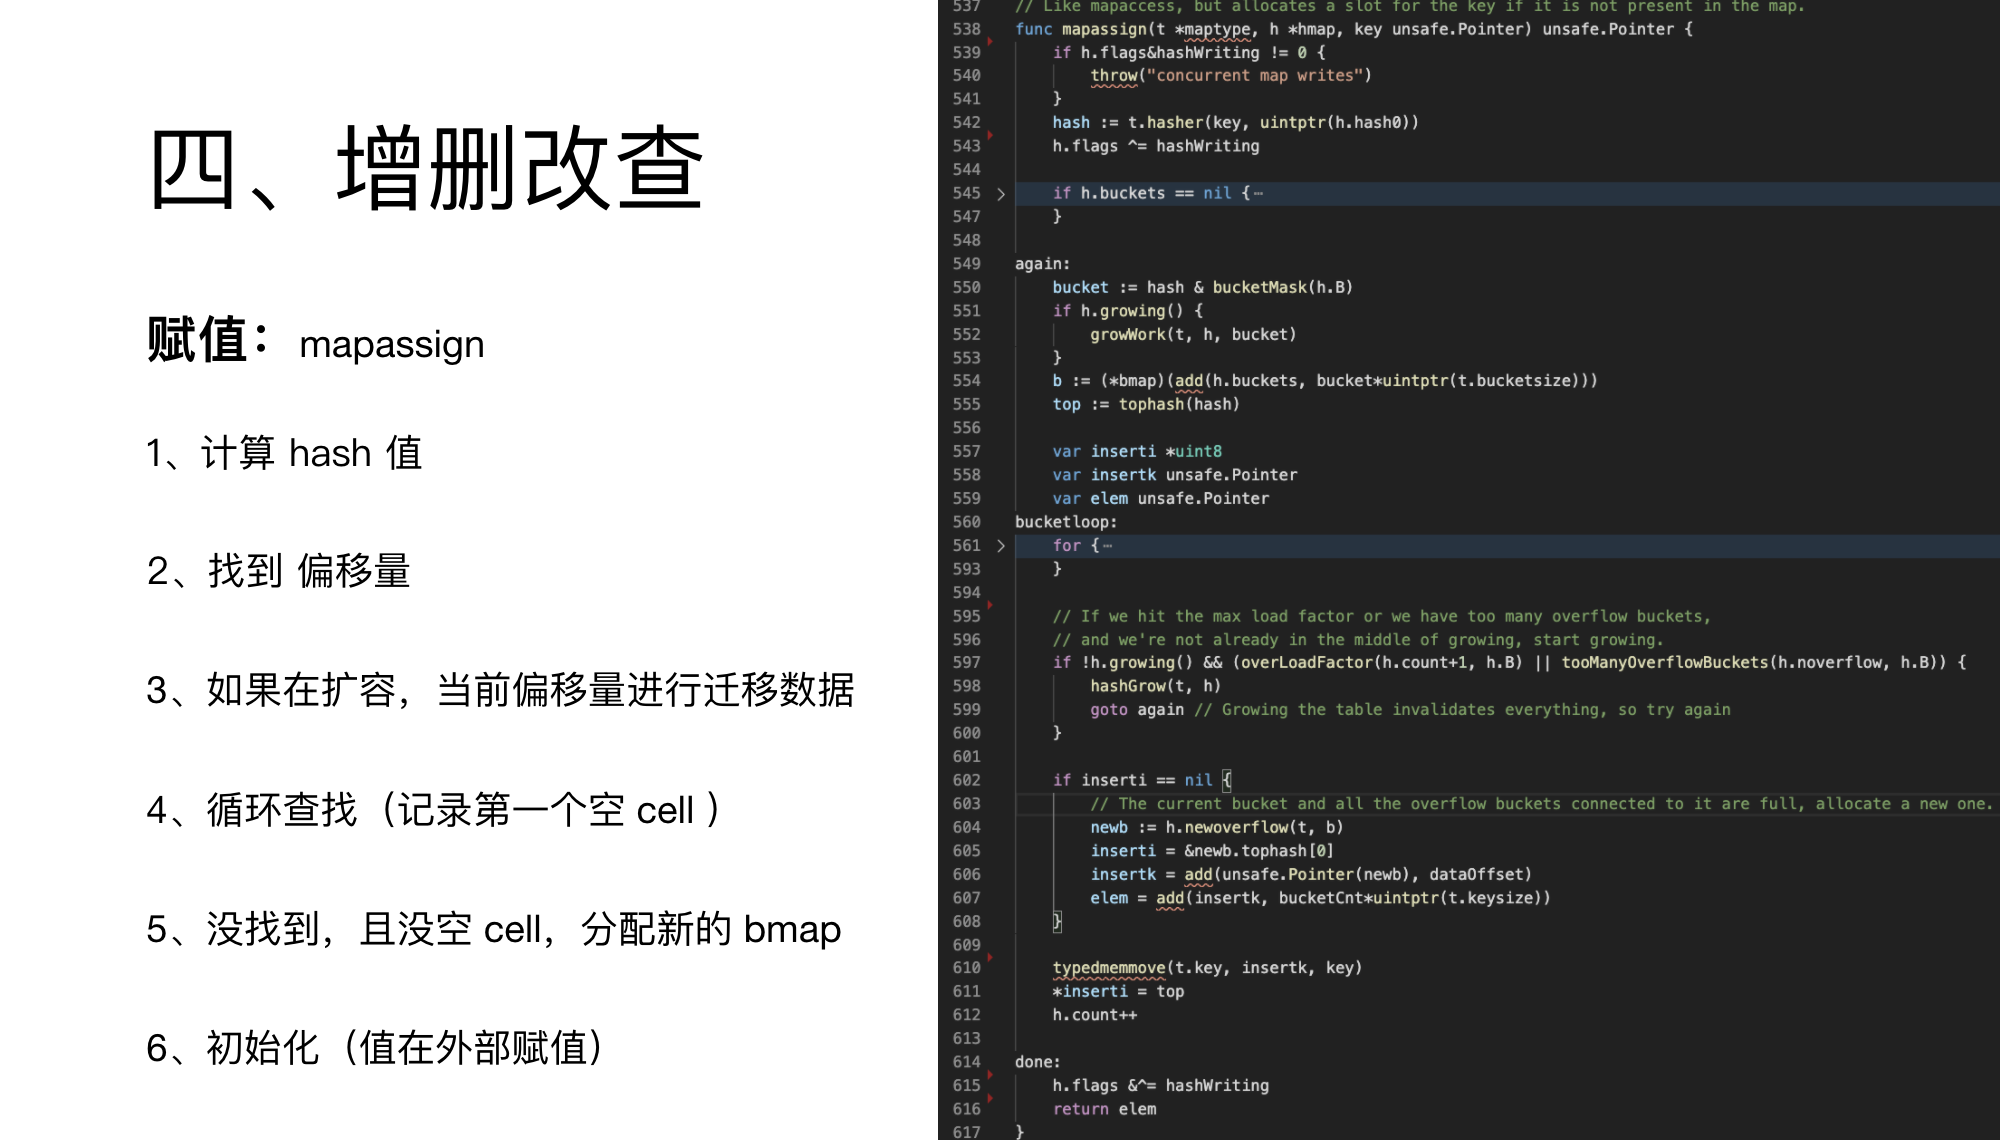 四、增删改查
赋值：mapassign
1、计算 hash 值
2、找到 偏移量
3、如果在扩容，当前偏移量进行迁移数据
4、循环查找（记录第一个空 cell ）
5、没找到，且没空 cell，分配新的 bmap
6、初始化（值在外部赋值）
537 // Like mapaccess, but allocates a slot for the key if it is not present in the map.
538 func mapassign(t *maptype, h *hmap, key unsafe.Pointer) unsafe.Pointer {
539 if h.flags&hashWriting != 0 {
540 throw("concurrent map writes")
541 }
542 hash := t.hasher(key, uintptr(h.hash0))
543 h.flags ^= hashWriting
544
545 if h.buckets == nil {⋯
547 }
548
549 again:
550 bucket := hash & bucketMask(h.B)
551 if h.growing() {
552 growWork(t, h, bucket)
553 }
554 b := (*bmap)(add(h.buckets, bucket*uintptr(t.bucketsize)))
555 top := tophash(hash)
556
557 var inserti *uint8
558 var insertk unsafe.Pointer
559 var elem unsafe.Pointer
560 bucketloop:
561 for {⋯
593 }
594
595 // If we hit the max load factor or we have too many overflow buckets,
596 // and we're not already in the middle of growing, start growing.
597 if !h.growing() && (overLoadFactor(h.count+1, h.B) || tooManyOverflowBuckets(h.noverflow, h.B)) {
598 hashGrow(t, h)
599 goto again // Growing the table invalidates everything, so try again
600 }
601
602 if inserti == nil {
603 // The current bucket and all the overflow buckets connected to it are full, allocate a new one.
604 newb := h.newoverflow(t, b)
605 inserti = &newb.tophash[0]
606 insertk = add(unsafe.Pointer(newb), dataOffset)
607 elem = add(insertk, bucketCnt*uintptr(t.keysize))
608 }
609
610 typedmemmove(t.key, insertk, key)
611 *inserti = top
612 h.count++
613
614 done:
615 h.flags &^= hashWriting
616 return elem
617 }